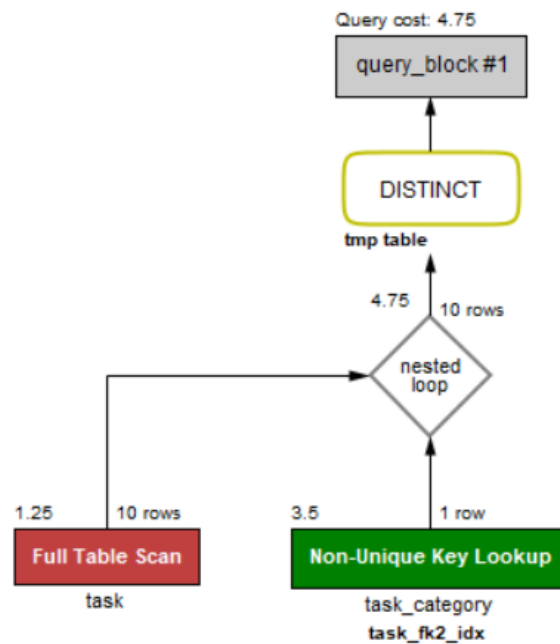 Query cost: 4.75
query_block #1
DISTINCT
tmp table
4.75
10 rows
nested
loop
1.25
10 rows
3.5
1 row
Full Table Scan
Non-Unique Key Lookup
task
task_category
task_fk2_idx